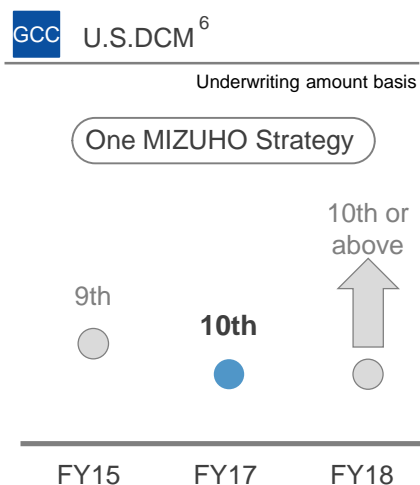 GCC U.S.DCM 6
Underwriting amount basis
One MIZUHO Strategy
10th or
above
9th
10th
FY15 FY17 FY18